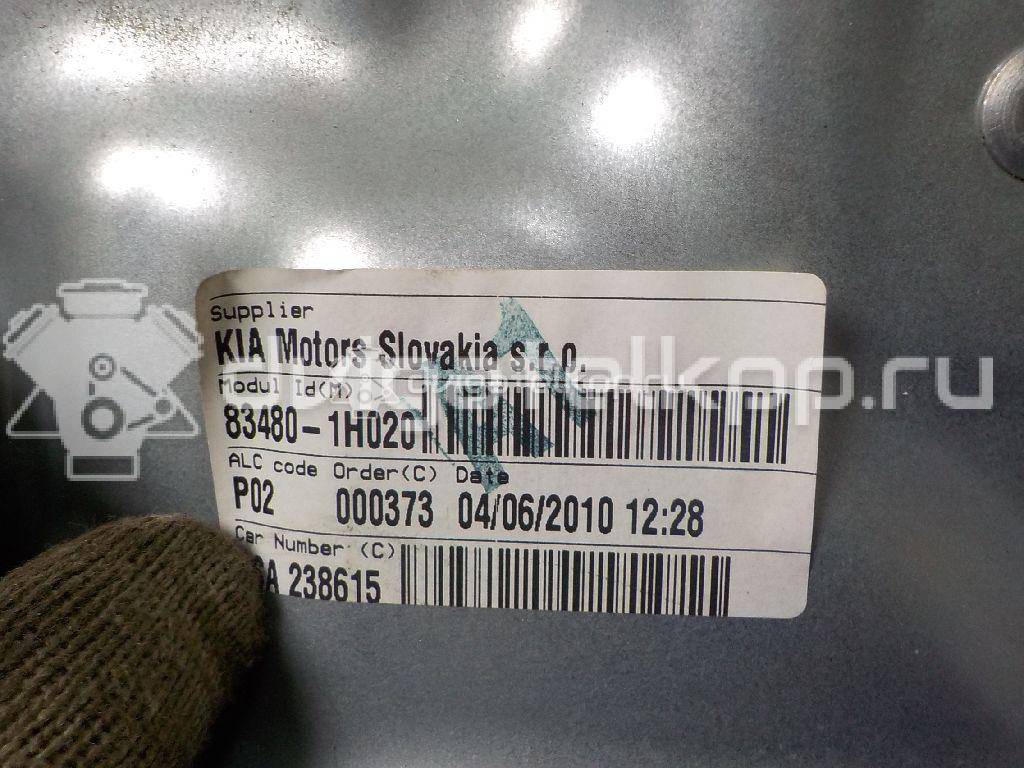 Supplier
KIA Motors Slovakia s.r.o.
Modul Id(M)
83480-1H020
ALC code Order(C) Date
P02 000373 04/06/2010 12:28
Car Number (C)
238615